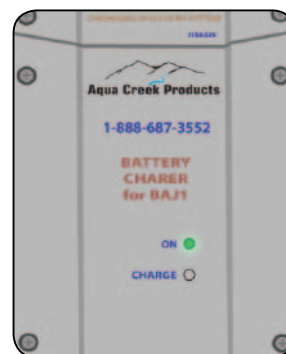 Aqua Creek Products
1-888-687-3552
BATTERY
CHARER
for BAJ1
ON
CHARGE